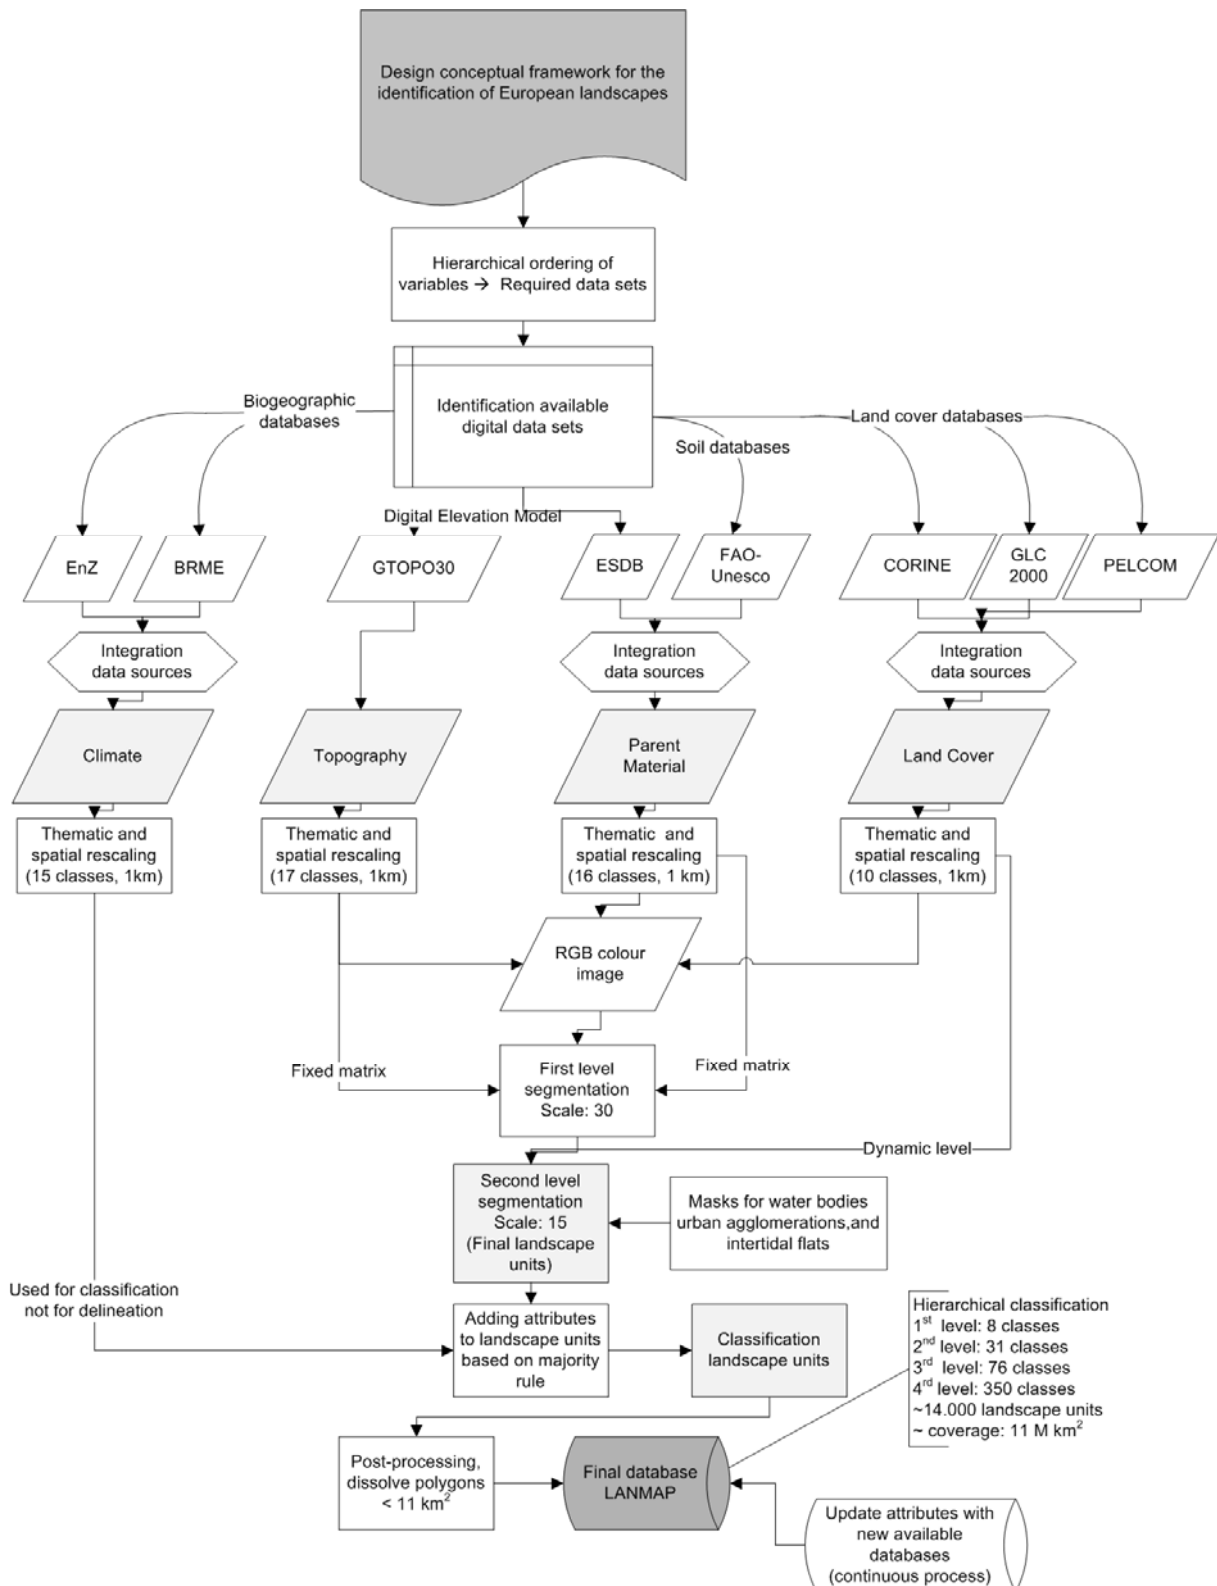 Design conceptual framework for the
identification of European landscapes
Hierarchical ordering of
variables → Required data sets
Identification available
digital data sets
Biogeographic
databases
Land cover databases
Soil databases
Digital Elevation Model
EnZ
BRME
GTOPO30
ESDB
FAO-
Unesco
CORINE
GLC
2000
PELCOM
Integration
data sources
Integration
data sources
Integration
data sources
Climate
Topography
Parent
Material
Land Cover
Thematic and
spatial rescaling
(15 classes, 1km)
Thematic and
spatial rescaling
(17 classes, 1km)
Thematic and
spatial rescaling
(16 classes, 1 km)
Thematic and
spatial rescaling
(10 classes, 1km)
RGB colour
image
Fixed matrix
First level
segmentation
Scale: 30
Fixed matrix
Dynamic level
Second level
segmentation
Scale: 15
(Final landscape
units)
Masks for water bodies
urban agglomerations,and
intertidal flats
Used for classification
not for delineation
Adding attributes
to landscape units
based on majority
rule
Classification
landscape units
Hierarchical classification
1st level: 8 classes
2nd level: 31 classes
3rd level: 76 classes
4rd level: 350 classes
~14.000 landscape units
~ coverage: 11 M km²
Post-processing,
dissolve polygons
< 11 km²
Final database
LANMAP
Update attributes with
new available
databases
(continuous process)